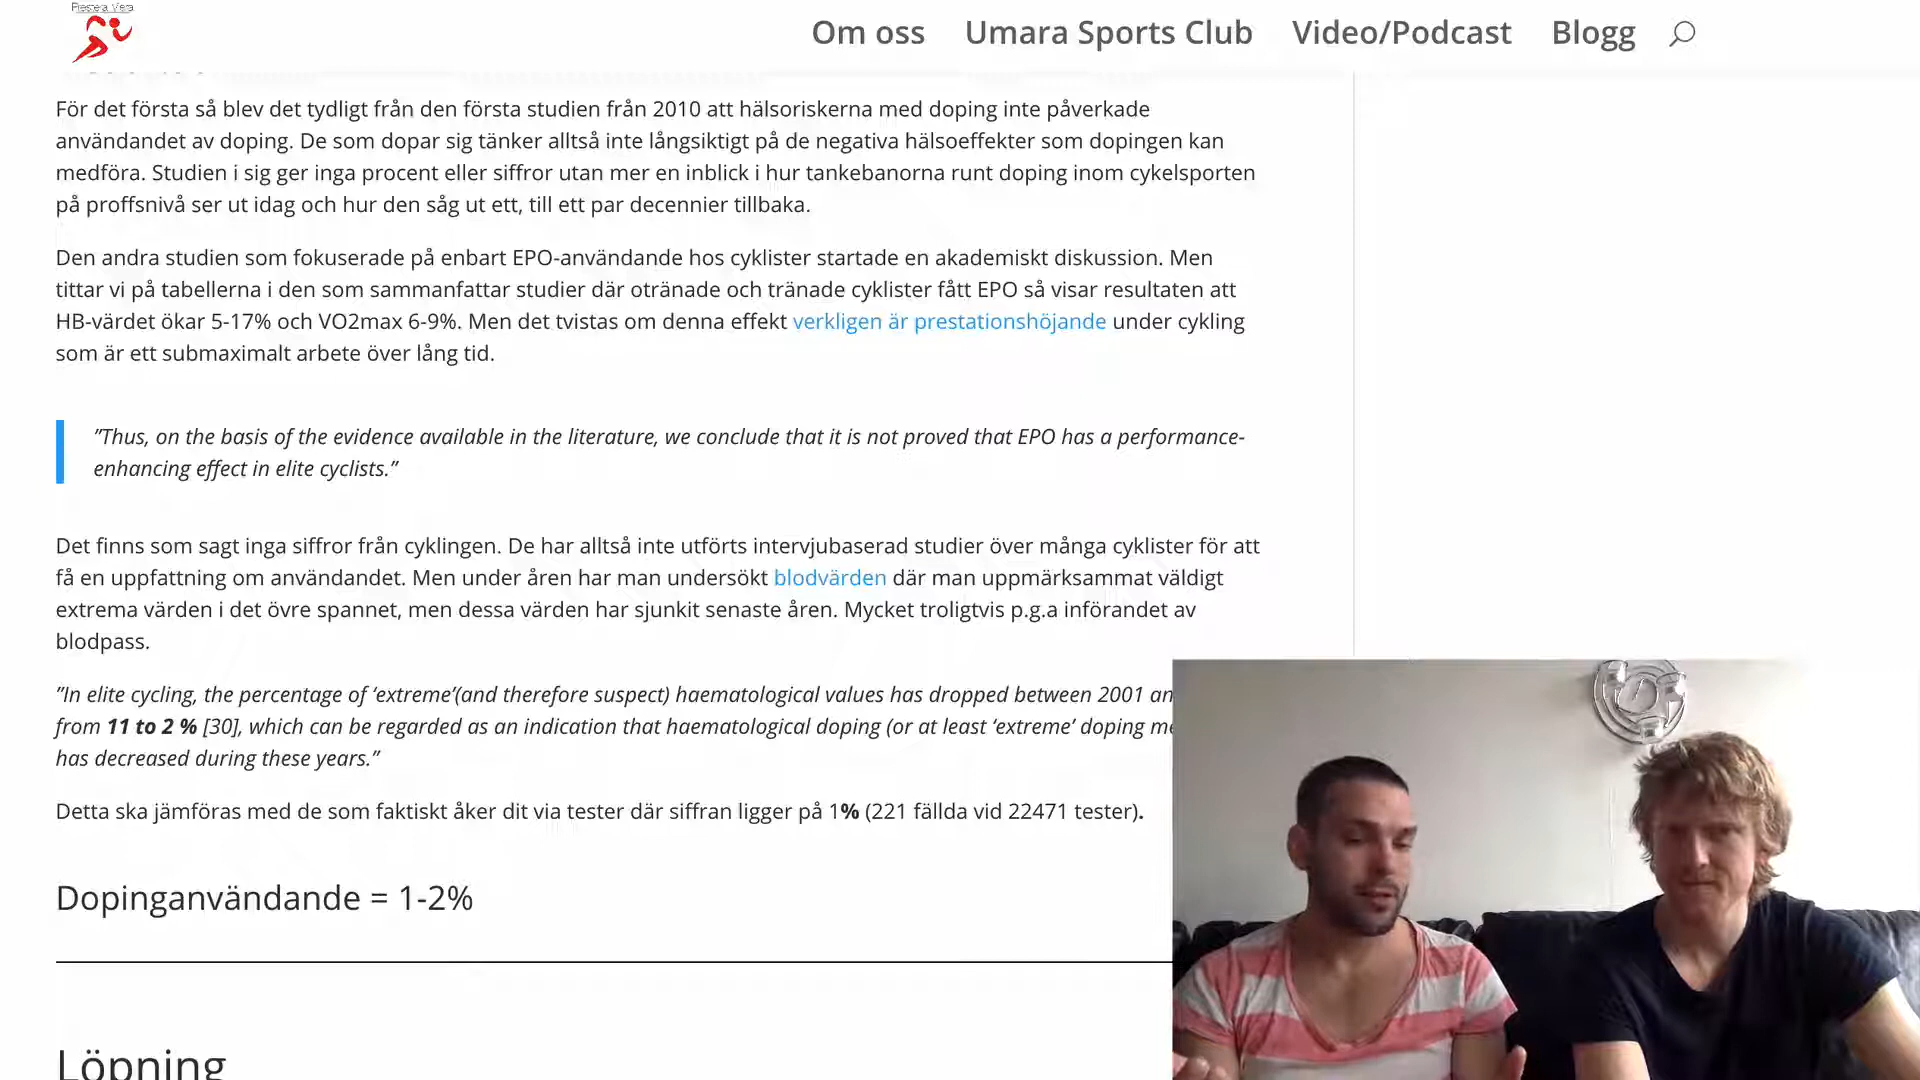 Prestera Mera
Om oss Umara Sports Club Video/Podcast Blogg
För det första så blev det tydligt från den första studien från 2010 att hälsoriskerna med doping inte påverkade
användandet av doping. De som dopar sig tänker alltså inte långsiktigt på de negativa hälsoeffekter som dopingen kan
medföra. Studien i sig ger inga procent eller siffror utan mer en inblick i hur tankebanorna runt doping inom cykelsporten
på proffsnivå ser ut idag och hur den såg ut ett, till ett par decennier tillbaka.
Den andra studien som fokuserade på enbart EPO-användande hos cyklister startade en akademiskt diskussion. Men
tittar vi på tabellerna i den som sammanfattar studier där otränade och tränade cyklister fått EPO så visar resultaten att
HB-värdet ökar 5-17% och VO2max 6-9%. Men det tvistas om denna effekt verkligen är prestationshöjande under cykling
som är ett submaximalt arbete över lång tid.
”Thus, on the basis of the evidence available in the literature, we conclude that it is not proved that EPO has a performance-
enhancing effect in elite cyclists.”
Det finns som sagt inga siffror från cyklingen. De har alltså inte utförts intervjubaserad studier över många cyklister för att
få en uppfattning om användandet. Men under åren har man undersökt blodvärden där man uppmärksammat väldigt
extrema värden i det övre spannet, men dessa värden har sjunkit senaste åren. Mycket troligtvis p.g.a införandet av
blodpass.
”In elite cycling, the percentage of ‘extreme’(and therefore suspect) haematological values has dropped between 2001 an
from 11 to 2 % [30], which can be regarded as an indication that haematological doping (or at least ‘extreme’ doping me
has decreased during these years.”
Detta ska jämföras med de som faktiskt åker dit via tester där siffran ligger på 1% (221 fällda vid 22471 tester).
Dopinganvändande = 1-2%
Löpning